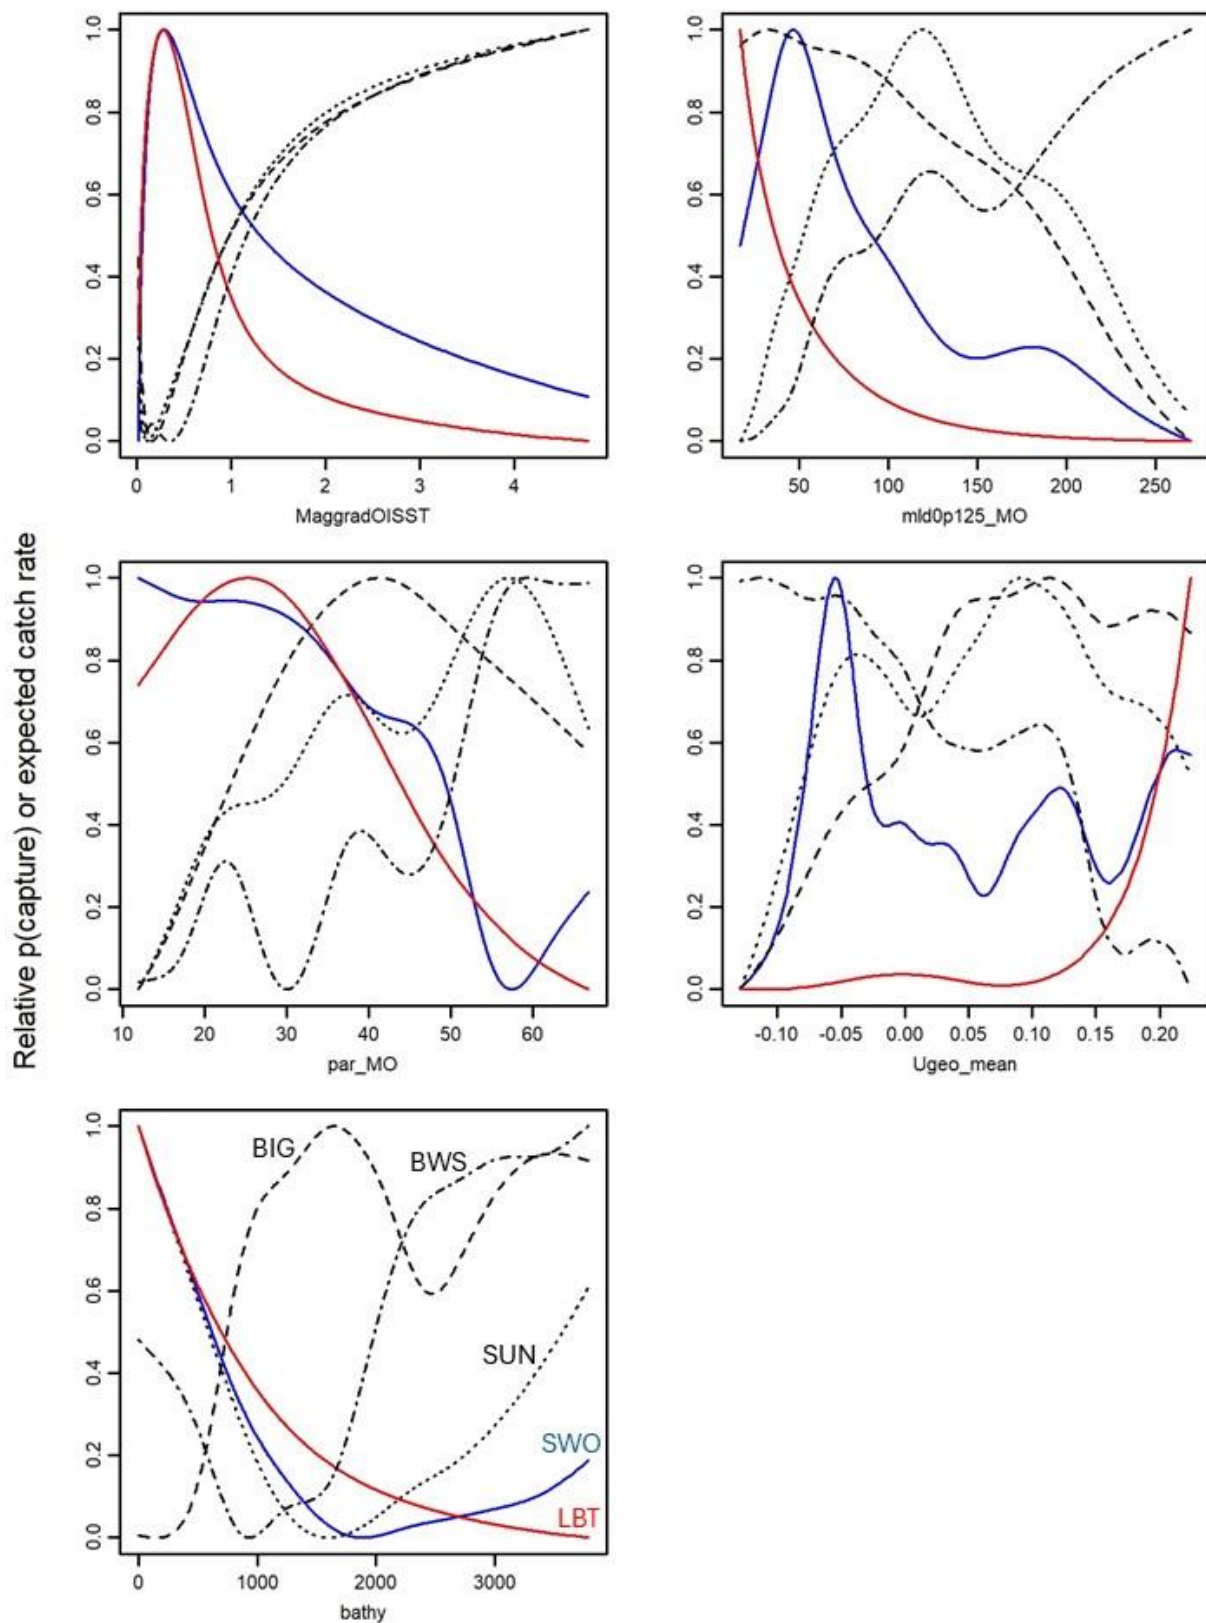 Relative p(capture) or expected catch rate
1.0
0.8
0.6
0.4
0.2
0.0
0 1 2 3 4
MaggradOISST
1.0
0.8
0.6
0.4
0.2
0.0
50 100 150 200 250
mld0p125_MO
1.0
0.8
0.6
0.4
0.2
0.0
10 20 30 40 50 60
par_MO
1.0
0.8
0.6
0.4
0.2
0.0
-0.10 -0.05 0.00 0.05 0.10 0.15 0.20
Ugeo_mean
1.0
0.8
0.6
0.4
0.2
0.0
BIG
BWS
SUN
SWO
LBT
0 1000 2000 3000
bathy